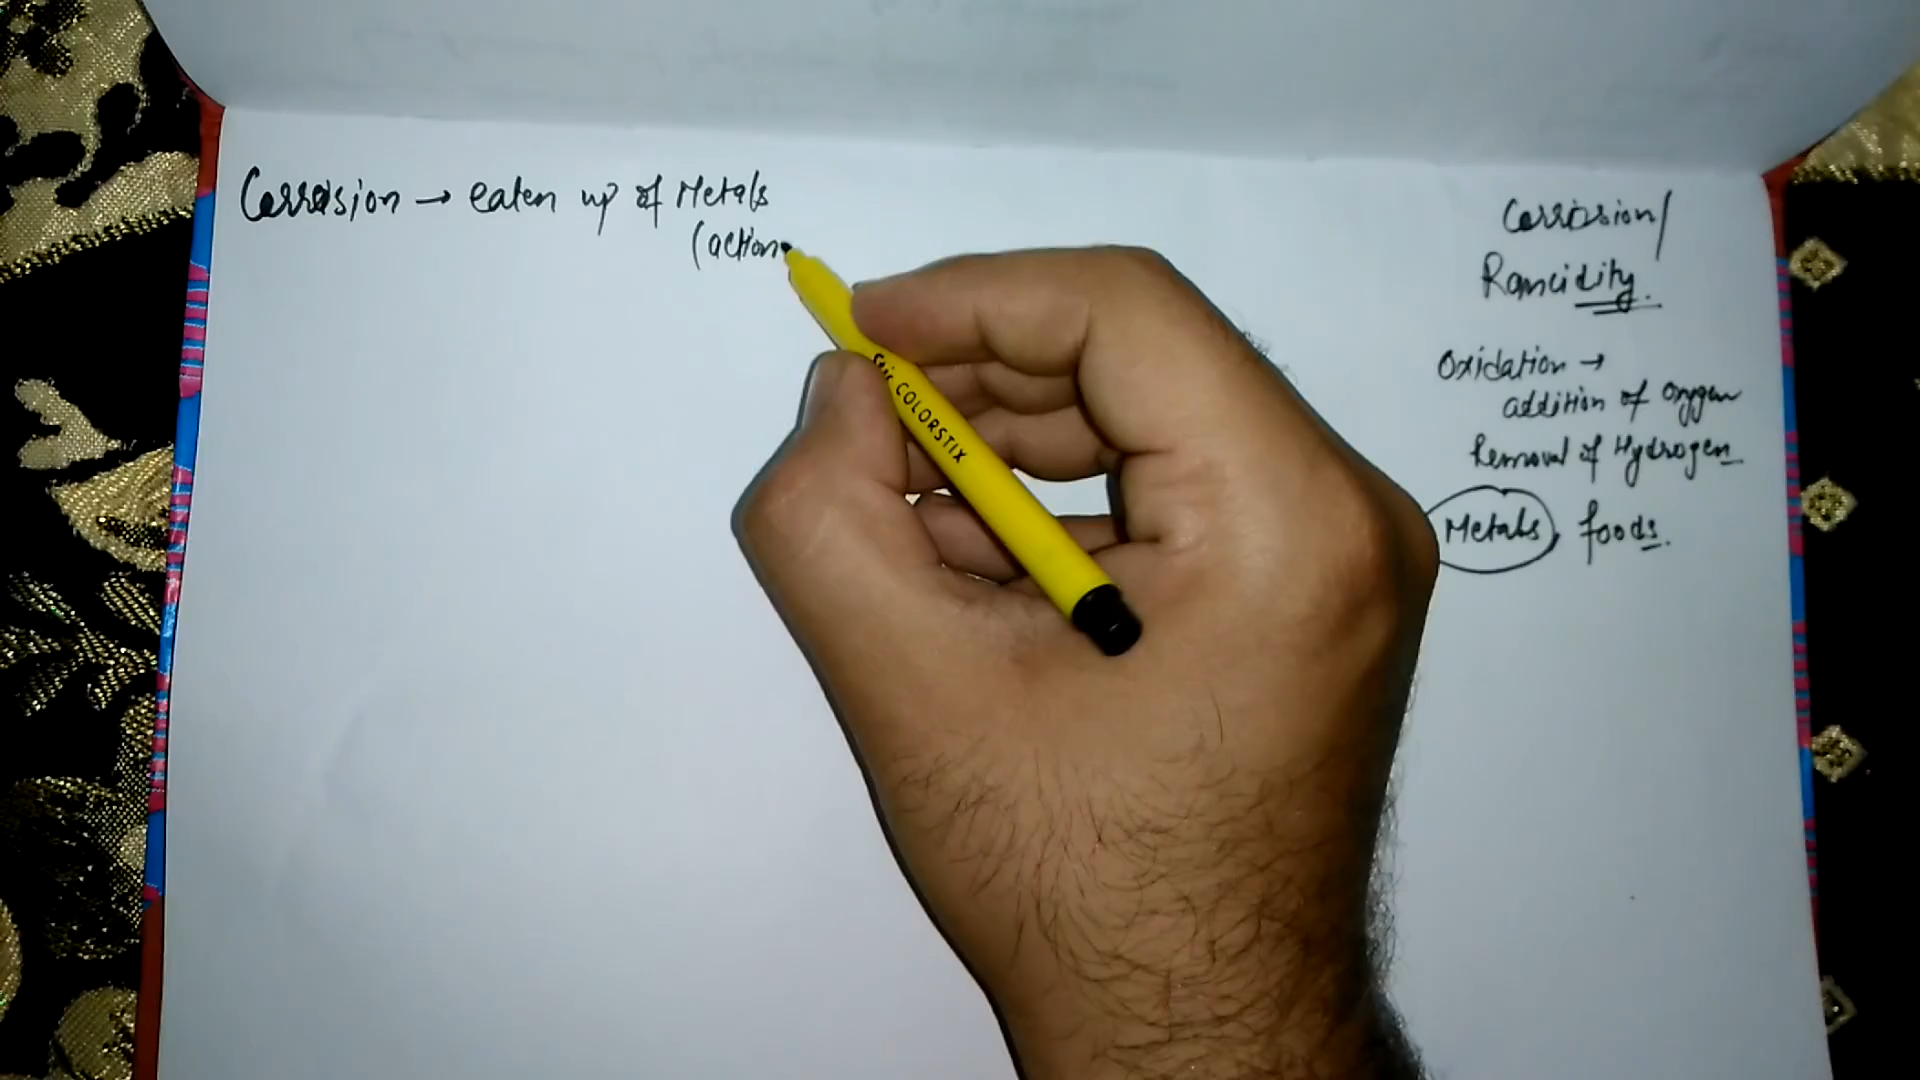 Corrosion → eaten up of Metals
(action
Corrosion/
Rancidity.
Oxidation →
addition of oxygen
Removal of Hydrogen
Metals, foods.
COLORSTIX